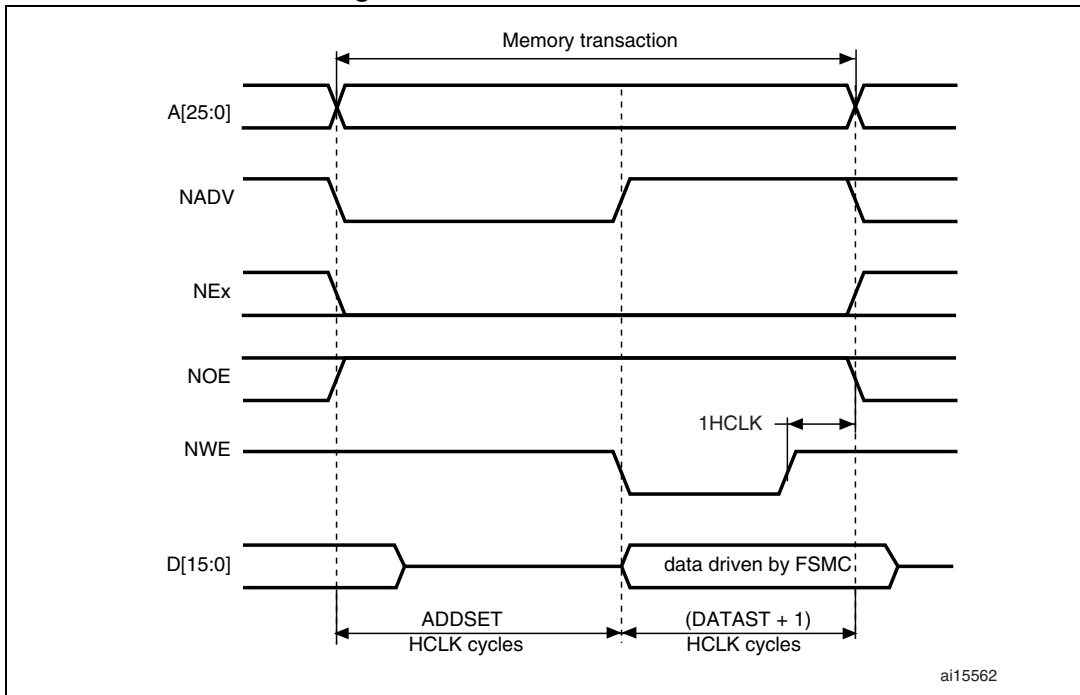 Memory transaction
A[25:0]
NADV
NEx
NOE
1HCLK
NWE
D[15:0]
data driven by FSMC
ADDSET
HCLK cycles
(DATAST + 1)
HCLK cycles
ai15562